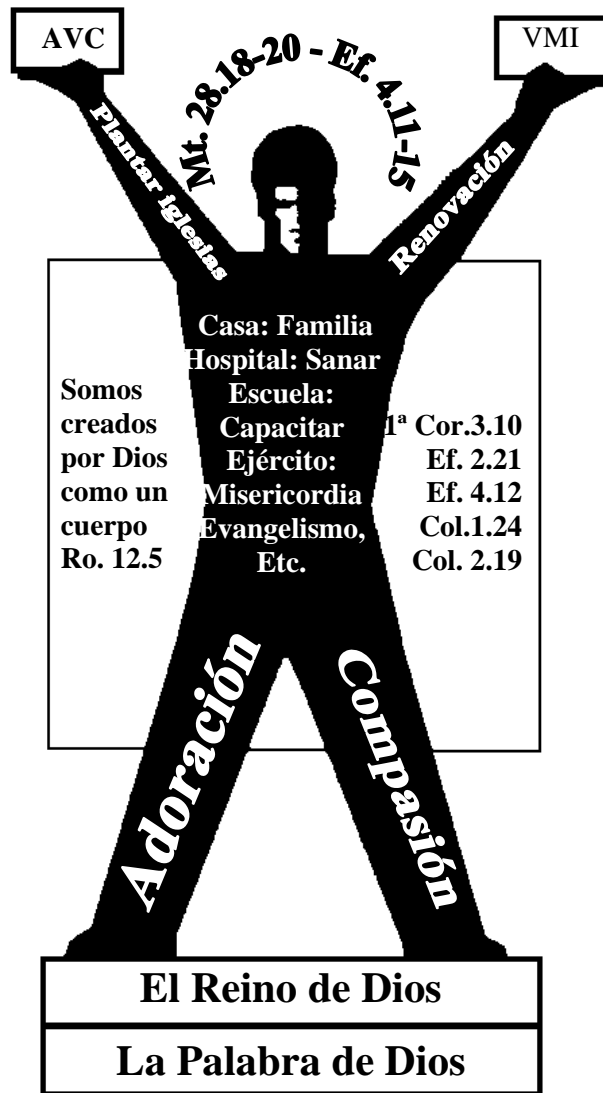 AVC
VMI
Mt. 28.18-20 - Ef. 4.11-15
Plantar iglesias
Renovación
Casa: Familia
Hospital: Sanar
Escuela:
Capacitar
Ejército:
Misericordia
Evangelismo,
Etc.
Somos
creados
por Dios
como un
cuerpo
Ro. 12.5
1ª Cor.3.10
Ef. 2.21
Ef. 4.12
Col.1.24
Col. 2.19
Adoración
Compasión
El Reino de Dios
La Palabra de Dios